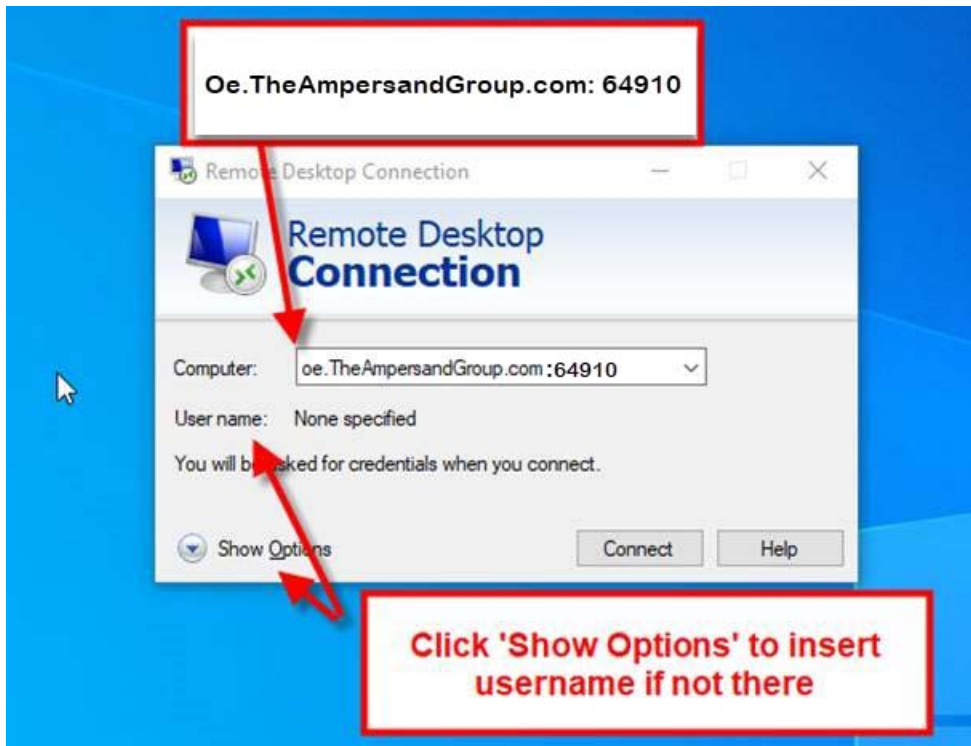 Oe.TheAmpersandGroup.com: 64910
Remote Desktop Connection
Remote Desktop
Connection
Computer: oe.TheAmpersandGroup.com :64910
User name: None specified
You will be asked for credentials when you connect.
Show Options Connect Help
Click 'Show Options' to insert
username if not there